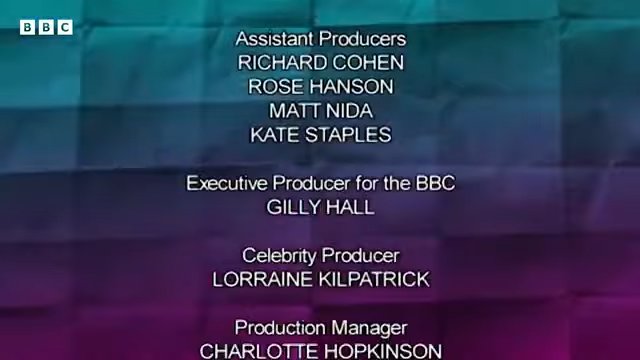 BBC
Assistant Producers
RICHARD COHEN
ROSE HANSON
MATT NIDA
KATE STAPLES
Executive Producer for the BBC
GILLY HALL
Celebrity Producer
LORRAINE KILPATRICK
Production Manager
CHARLOTTE HOPKINSON